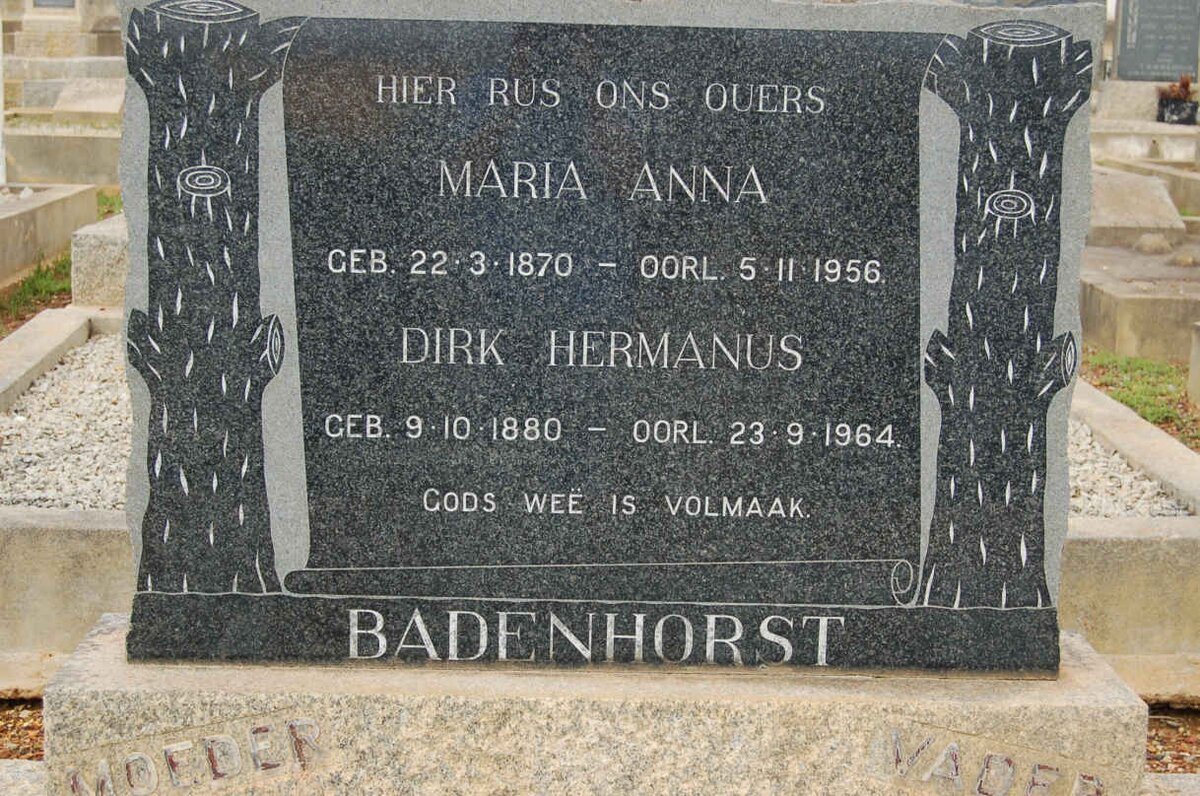 HIER RUS ONS OUERS
MARIA ANNA
GEB. 22·3·1870 – OORL. 5·11·1956.
DIRK HERMANUS
GEB. 9·10·1880 – OORL. 23·9·1964.
GODS WEË IS VOLMAAK.
BADENHORST
MOEDER VADER